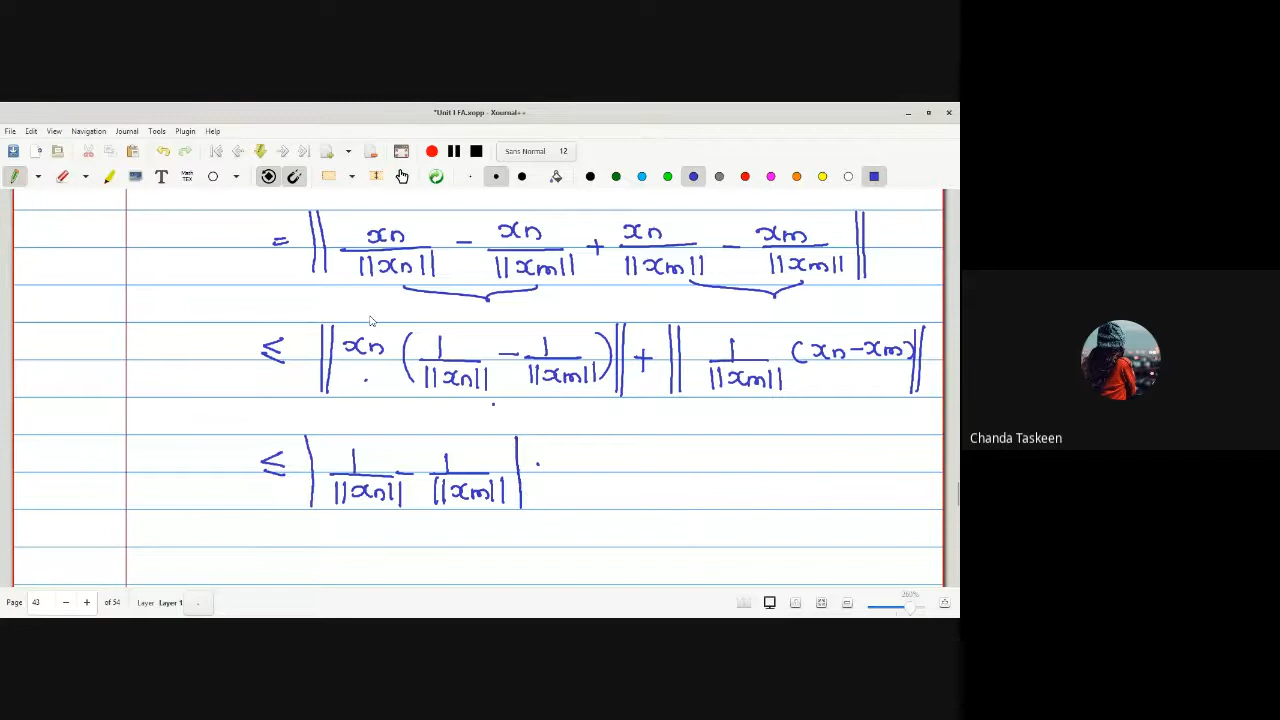 *Unit I FA.xopp - Xournal++
File Edit View Navigation Journal Tools Plugin Help
Sans Normal 12
= || xn / ||xn|| - xn / ||xm|| + xn / ||xm|| - xm / ||xm|| ||
≤ || xn ( 1 / ||xn|| - 1 / ||xm|| ) || + || 1 / ||xm|| (xn - xm) ||
≤ | 1 / ||xn|| - 1 / ||xm|| | .
Chanda Taskeen
Page 43 - + of 54 Layer Layer 1 260%